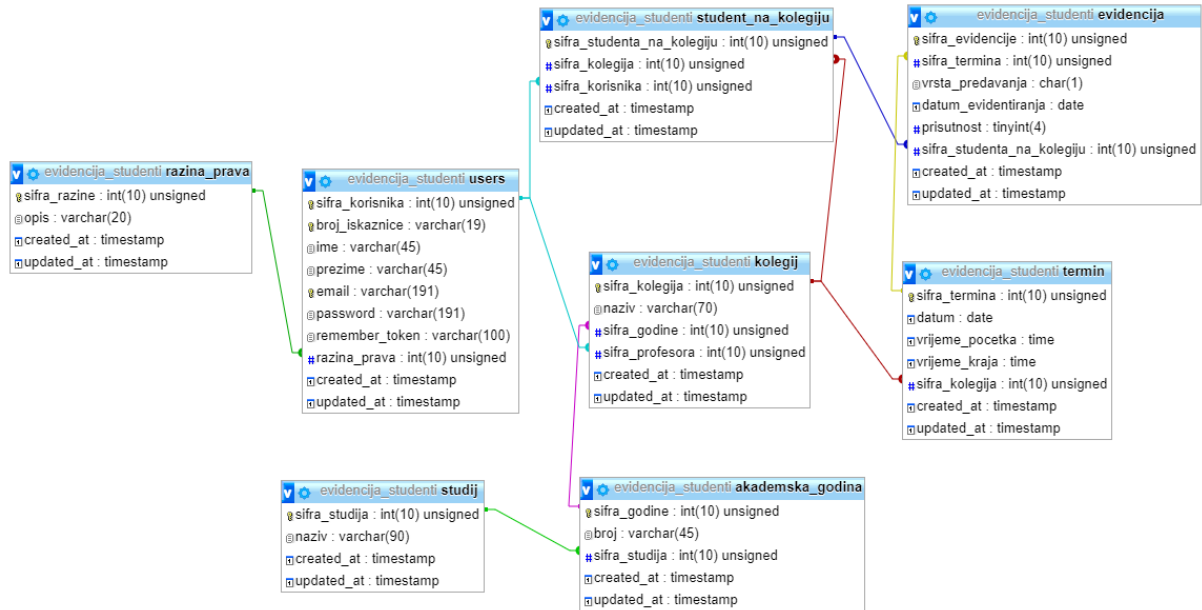 evidencija_studenti student_na_kolegiju
sifra_studenta_na_kolegiju : int(10) unsigned
sifra_kolegija : int(10) unsigned
sifra_korisnika : int(10) unsigned
created_at : timestamp
updated_at : timestamp
evidencija_studenti evidencija
sifra_evidencije : int(10) unsigned
sifra_termina : int(10) unsigned
vrsta_predavanja : char(1)
datum_evidentiranja : date
prisutnost : tinyint(4)
sifra_studenta_na_kolegiju : int(10) unsigned
created_at : timestamp
updated_at : timestamp
evidencija_studenti razina_prava
sifra_razine : int(10) unsigned
opis : varchar(20)
created_at : timestamp
updated_at : timestamp
evidencija_studenti users
sifra_korisnika : int(10) unsigned
broj_iskaznice : varchar(19)
ime : varchar(45)
prezime : varchar(45)
email : varchar(191)
password : varchar(191)
remember_token : varchar(100)
razina_prava : int(10) unsigned
created_at : timestamp
updated_at : timestamp
evidencija_studenti kolegij
sifra_kolegija : int(10) unsigned
naziv : varchar(70)
sifra_godine : int(10) unsigned
sifra_profesora : int(10) unsigned
created_at : timestamp
updated_at : timestamp
evidencija_studenti termin
sifra_termina : int(10) unsigned
datum : date
vrijeme_pocetka : time
vrijeme_kraja : time
sifra_kolegija : int(10) unsigned
created_at : timestamp
updated_at : timestamp
evidencija_studenti studij
sifra_studija : int(10) unsigned
naziv : varchar(90)
created_at : timestamp
updated_at : timestamp
evidencija_studenti akademska_godina
sifra_godine : int(10) unsigned
broj : varchar(45)
sifra_studija : int(10) unsigned
created_at : timestamp
updated_at : timestamp